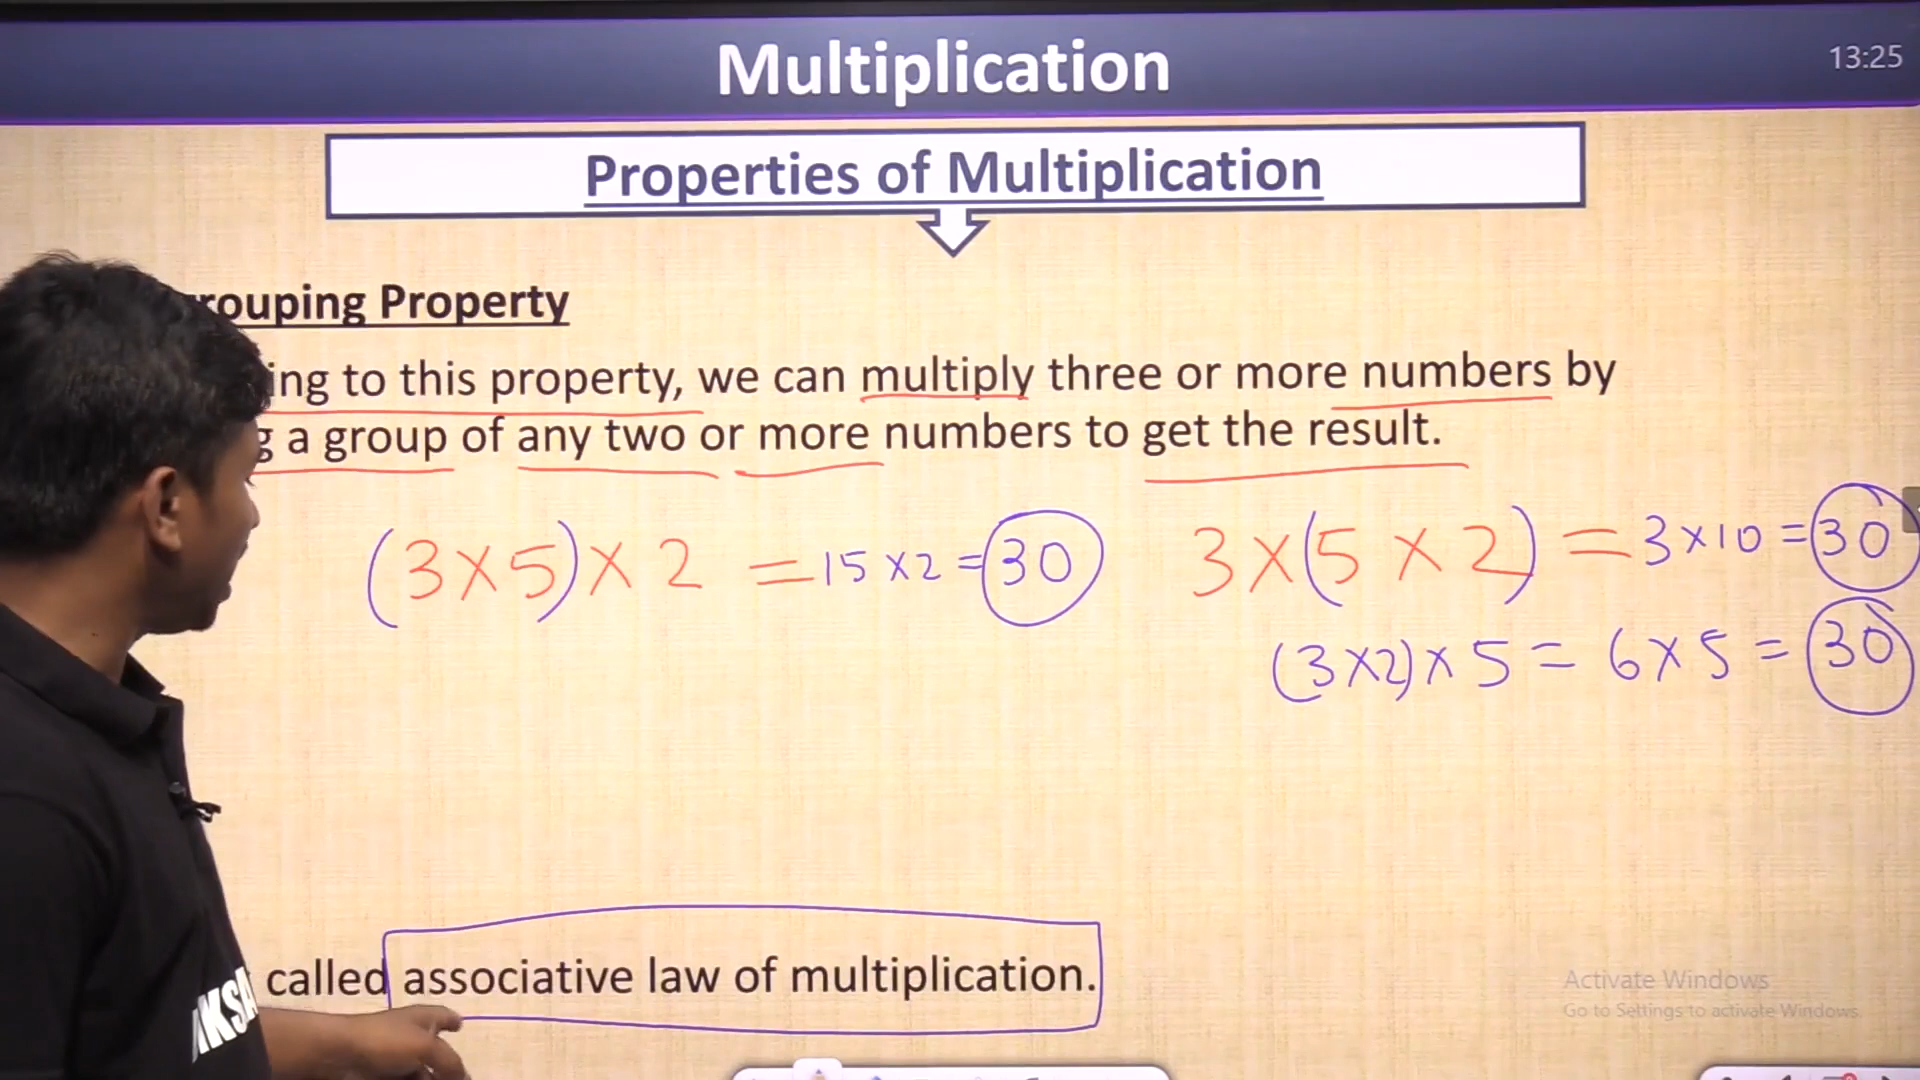 Multiplication
13:25
Properties of Multiplication
Property
to this property, we can multiply three or more numbers by
a group of any two or more numbers to get the result.
(3×5)×2 =15×2=30
3×(5×2)=3×10=30
(3×2)×5=6×5=30
called associative law of multiplication.
Activate Windows
Go to Settings to activate Windows.